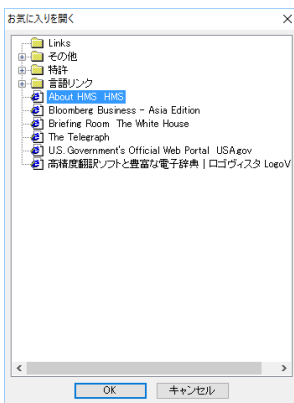 お気に入りを開く
Links
その他
特許
言語リンク
About HMS HMS
Bloomberg Business - Asia Edition
Briefing Room The White House
The Telegraph
U.S. Government's Official Web Portal USAgov
高精度翻訳ソフトと豊富な電子辞典 | ロゴヴィスタ LogoV
OK
キャンセル